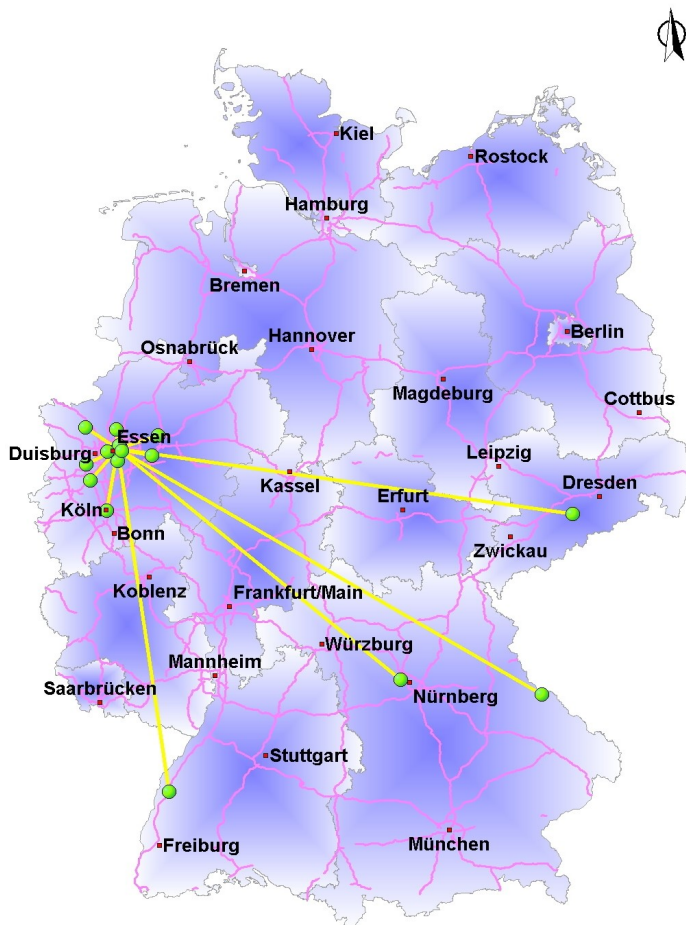 Kiel
Rostock
Hamburg
Bremen
Berlin
Hannover
Osnabrück
Magdeburg
Cottbus
Essen
Duisburg
Leipzig
Kassel
Dresden
Erfurt
Köln
Bonn
Zwickau
Koblenz
Frankfurt/Main
Würzburg
Mannheim
Saarbrücken
Nürnberg
Stuttgart
Freiburg
München